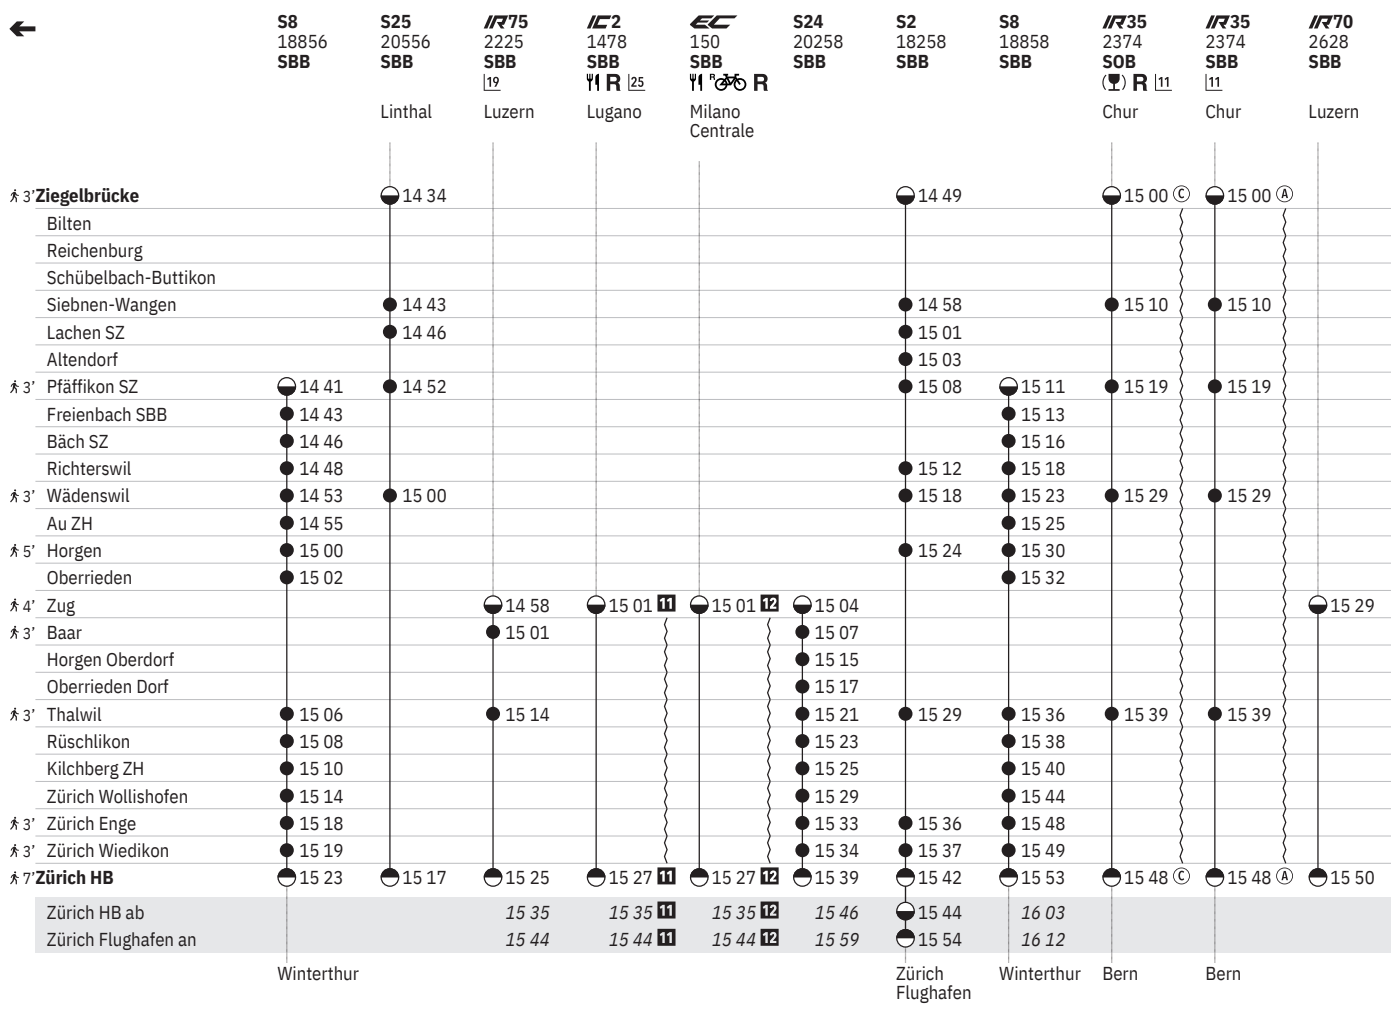 S8 S25 IR75 IC2 EC S24 S2 S8 IR35 IR35 IR70
18856 20556 2225 1478 150 20258 18258 18858 2374 2374 2628
SBB SBB SBB SBB SBB SBB SBB SBB SOB SBB SBB
19 R 25 R R R 11 11
Linthal Luzern Lugano Milano Chur Chur Luzern
Centrale
3' Ziegelbrücke 14 34 14 49 15 00 C 15 00 A
Bilten
Reichenburg
Schübelbach-Buttikon
Siebnen-Wangen 14 43 14 58 15 10 15 10
Lachen SZ 14 46 15 01
Altendorf 15 03
3' Pfäffikon SZ 14 41 14 52 15 08 15 11 15 19 15 19
Freienbach SBB 14 43 15 13
Bäch SZ 14 46 15 16
Richterswil 14 48 15 12 15 18
3' Wädenswil 14 53 15 00 15 18 15 23 15 29 15 29
Au ZH 14 55 15 25
5' Horgen 15 00 15 24 15 30
Oberrieden 15 02 15 32
4' Zug 14 58 15 01 11 15 01 12 15 04 15 29
3' Baar 15 01 15 07
Horgen Oberdorf 15 15
Oberrieden Dorf 15 17
3' Thalwil 15 06 15 14 15 21 15 29 15 36 15 39 15 39
Rüschlikon 15 08 15 23 15 38
Kilchberg ZH 15 10 15 25 15 40
Zürich Wollishofen 15 14 15 29 15 44
3' Zürich Enge 15 18 15 33 15 36 15 48
3' Zürich Wiedikon 15 19 15 34 15 37 15 49
7' Zürich HB 15 23 15 17 15 25 15 27 11 15 27 12 15 39 15 42 15 53 15 48 C 15 48 A 15 50
Zürich HB ab 15 35 15 35 11 15 35 12 15 46 15 44 16 03
Zürich Flughafen an 15 44 15 44 11 15 44 12 15 59 15 54 16 12
Winterthur Zürich Winterthur Bern Bern
Flughafen